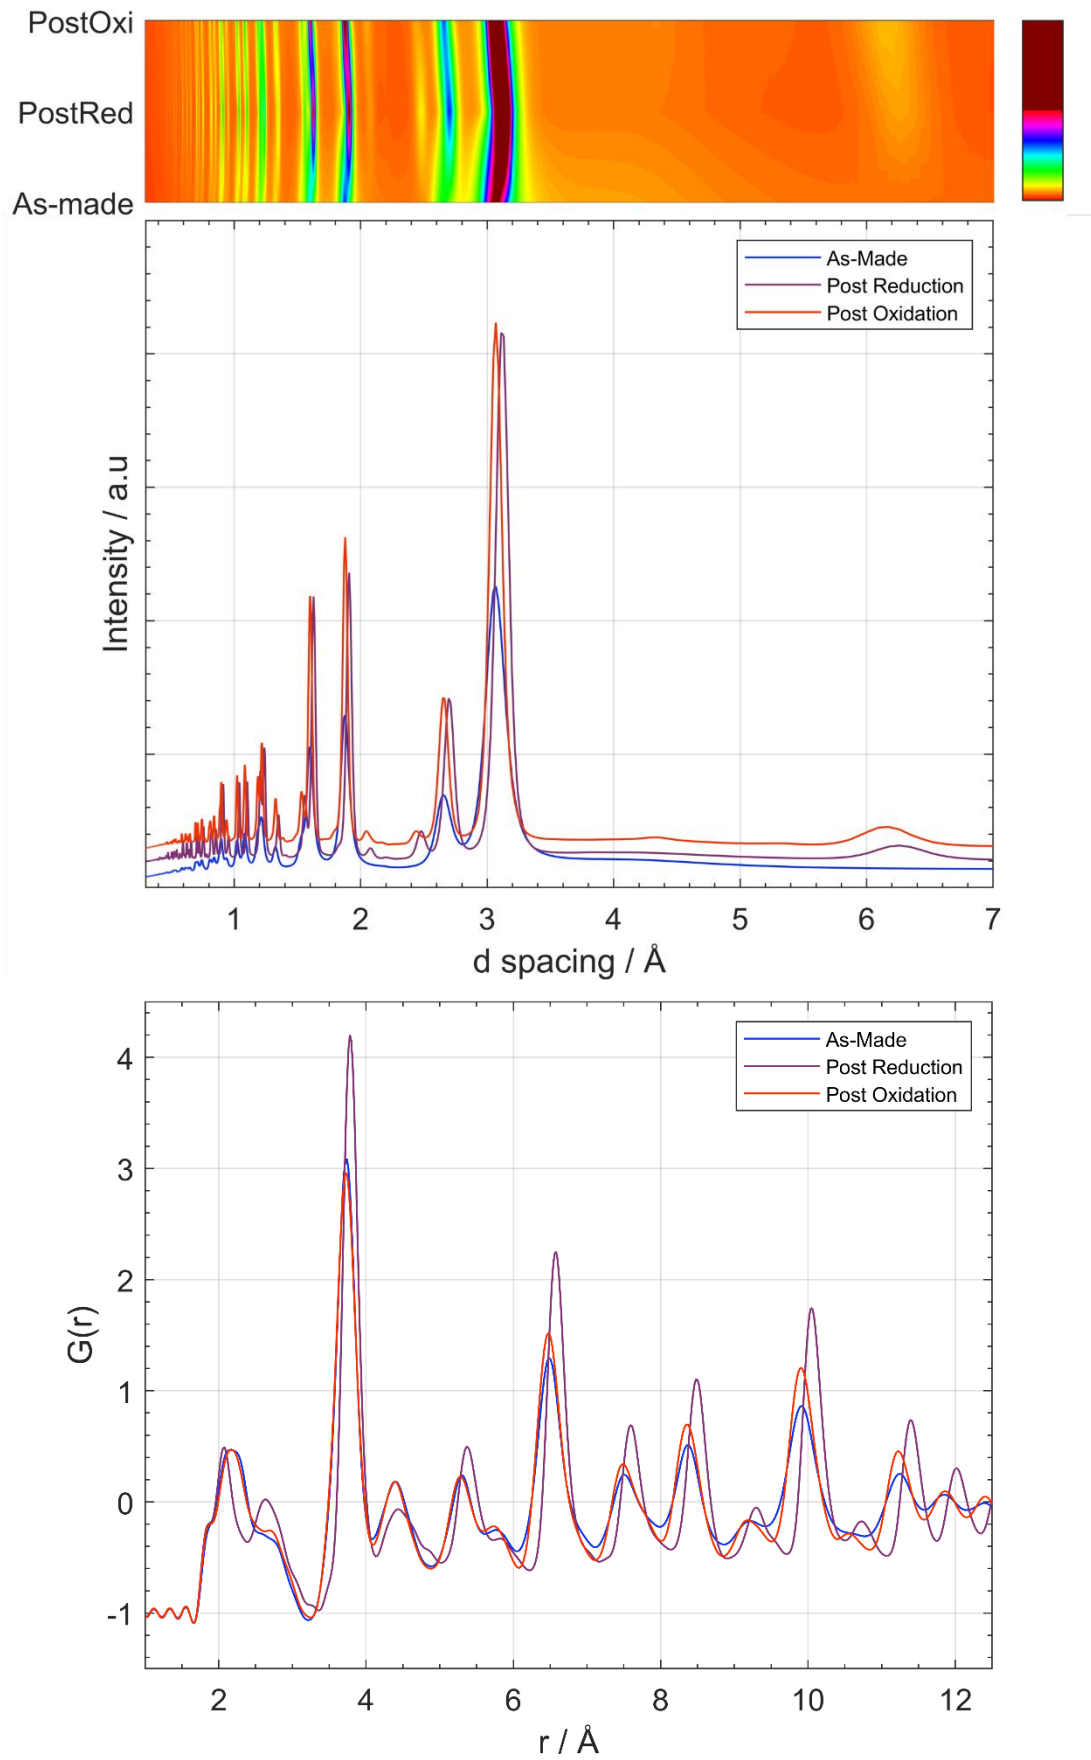 PostOxi
PostRed
As-made
As-Made
Post Reduction
Post Oxidation
Intensity / a.u
1 2 3 4 5 6 7
d spacing / Å
As-Made
Post Reduction
Post Oxidation
4
3
2
1
0
-1
G(r)
2 4 6 8 10 12
r / Å